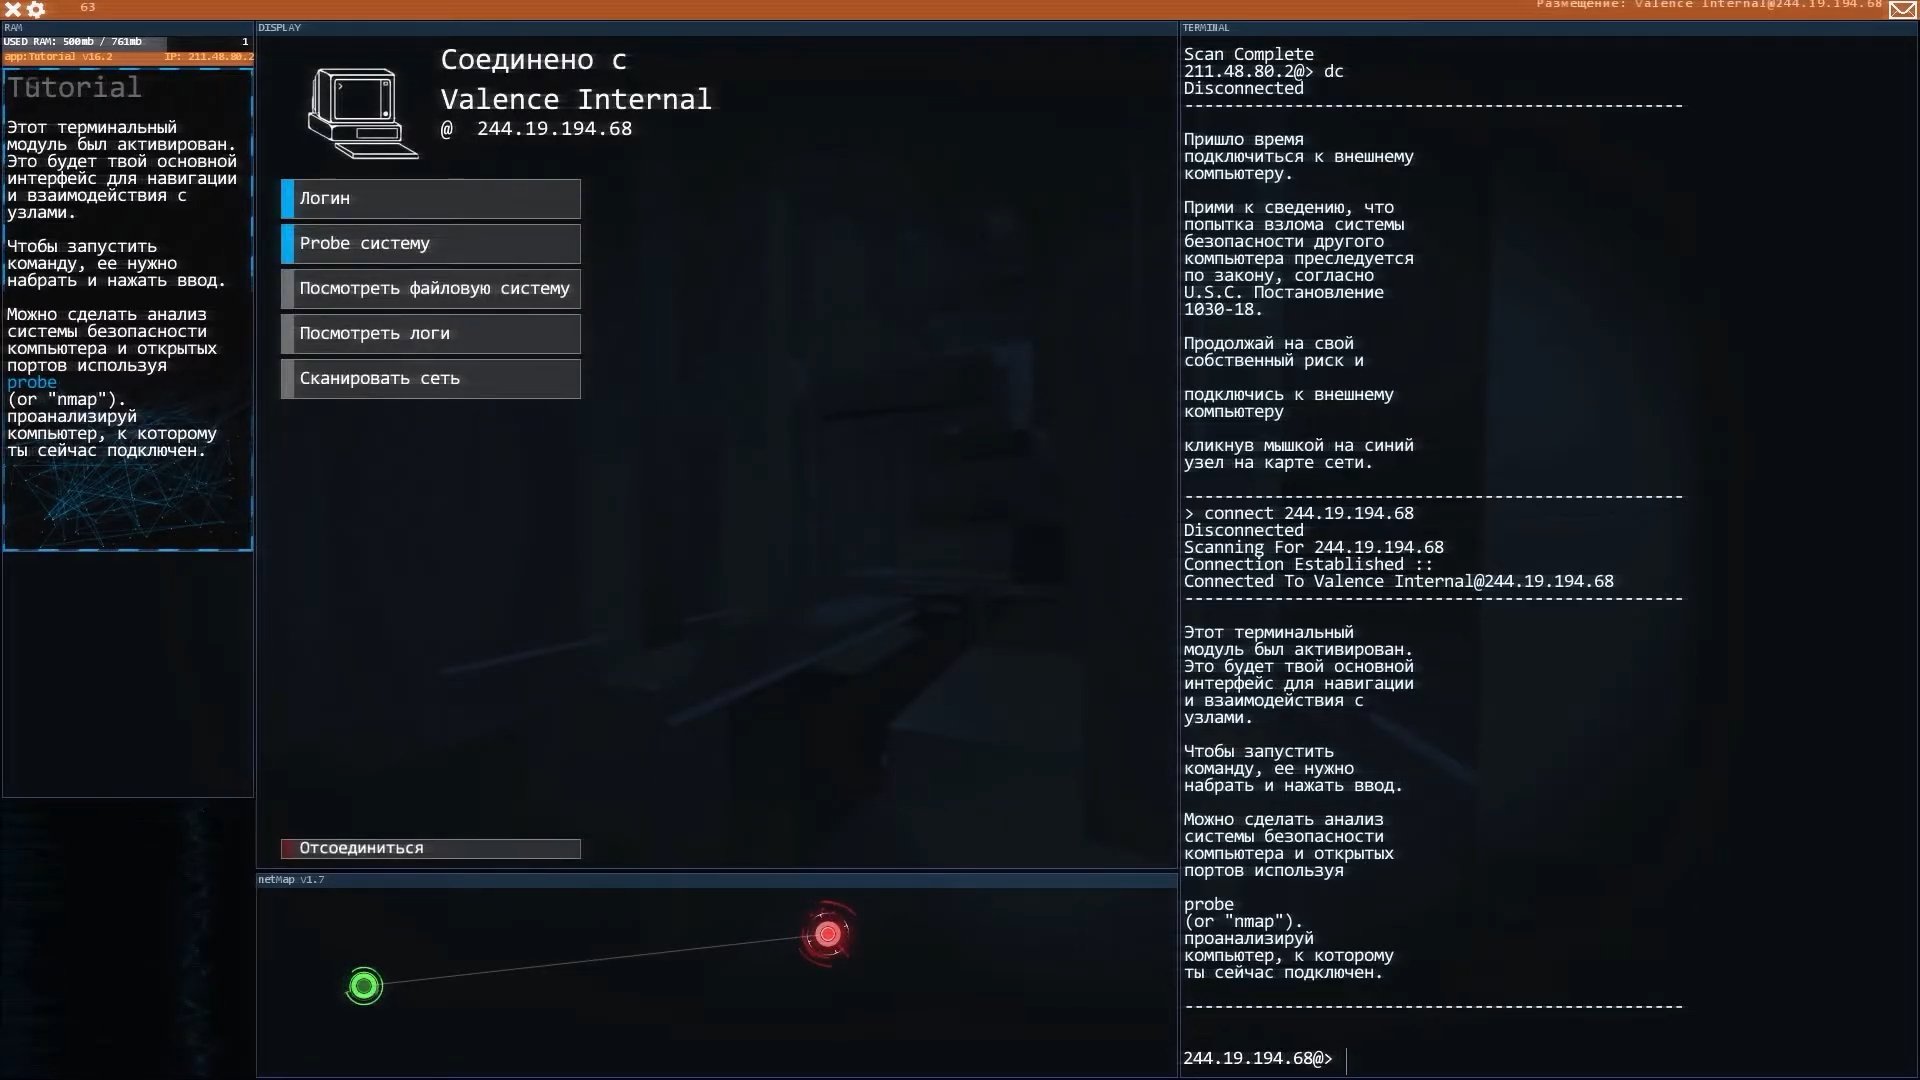 63
Размещение: Valence Internal@244.19.194.68
RAM
USED RAM: 500mb / 761mb 1
app:Tutorial v16.2 IP: 211.48.80.2
Tutorial
Этот терминальный
модуль был активирован.
Это будет твой основной
интерфейс для навигации
и взаимодействия с
узлами.
Чтобы запустить
команду, ее нужно
набрать и нажать ввод.
Можно сделать анализ
системы безопасности
компьютера и открытых
портов используя
probe
(or "nmap").
проанализируй
компьютер, к которому
ты сейчас подключен.
DISPLAY
Соединено с
Valence Internal
@ 244.19.194.68
Логин
Probe систему
Посмотреть файловую систему
Посмотреть логи
Сканировать сеть
Отсоединиться
netMap v1.7
TERMINAL
Scan Complete
211.48.80.2@> dc
Disconnected
--------------------------------------------------
Пришло время
подключиться к внешнему
компьютеру.
Прими к сведению, что
попытка взлома системы
безопасности другого
компьютера преследуется
по закону, согласно
U.S.C. Постановление
1030-18.
Продолжай на свой
собственный риск и
подключись к внешнему
компьютеру
кликнув мышкой на синий
узел на карте сети.
--------------------------------------------------
> connect 244.19.194.68
Disconnected
Scanning For 244.19.194.68
Connection Established ::
Connected To Valence Internal@244.19.194.68
--------------------------------------------------
Этот терминальный
модуль был активирован.
Это будет твой основной
интерфейс для навигации
и взаимодействия с
узлами.
Чтобы запустить
команду, ее нужно
набрать и нажать ввод.
Можно сделать анализ
системы безопасности
компьютера и открытых
портов используя
probe
(or "nmap").
проанализируй
компьютер, к которому
ты сейчас подключен.
--------------------------------------------------
244.19.194.68@>